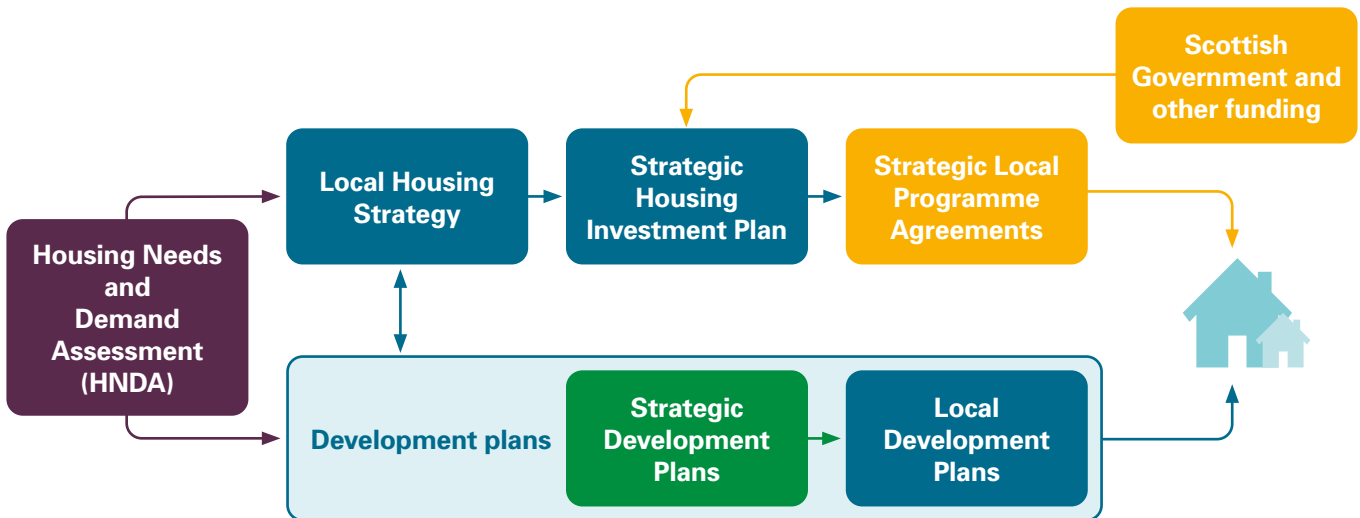 Scottish
Government and
other funding
Local Housing
Strategy
Strategic
Housing
Investment Plan
Strategic Local
Programme
Agreements
Housing Needs
and
Demand
Assessment
(HNDA)
Development plans
Strategic
Development
Plans
Local
Development
Plans